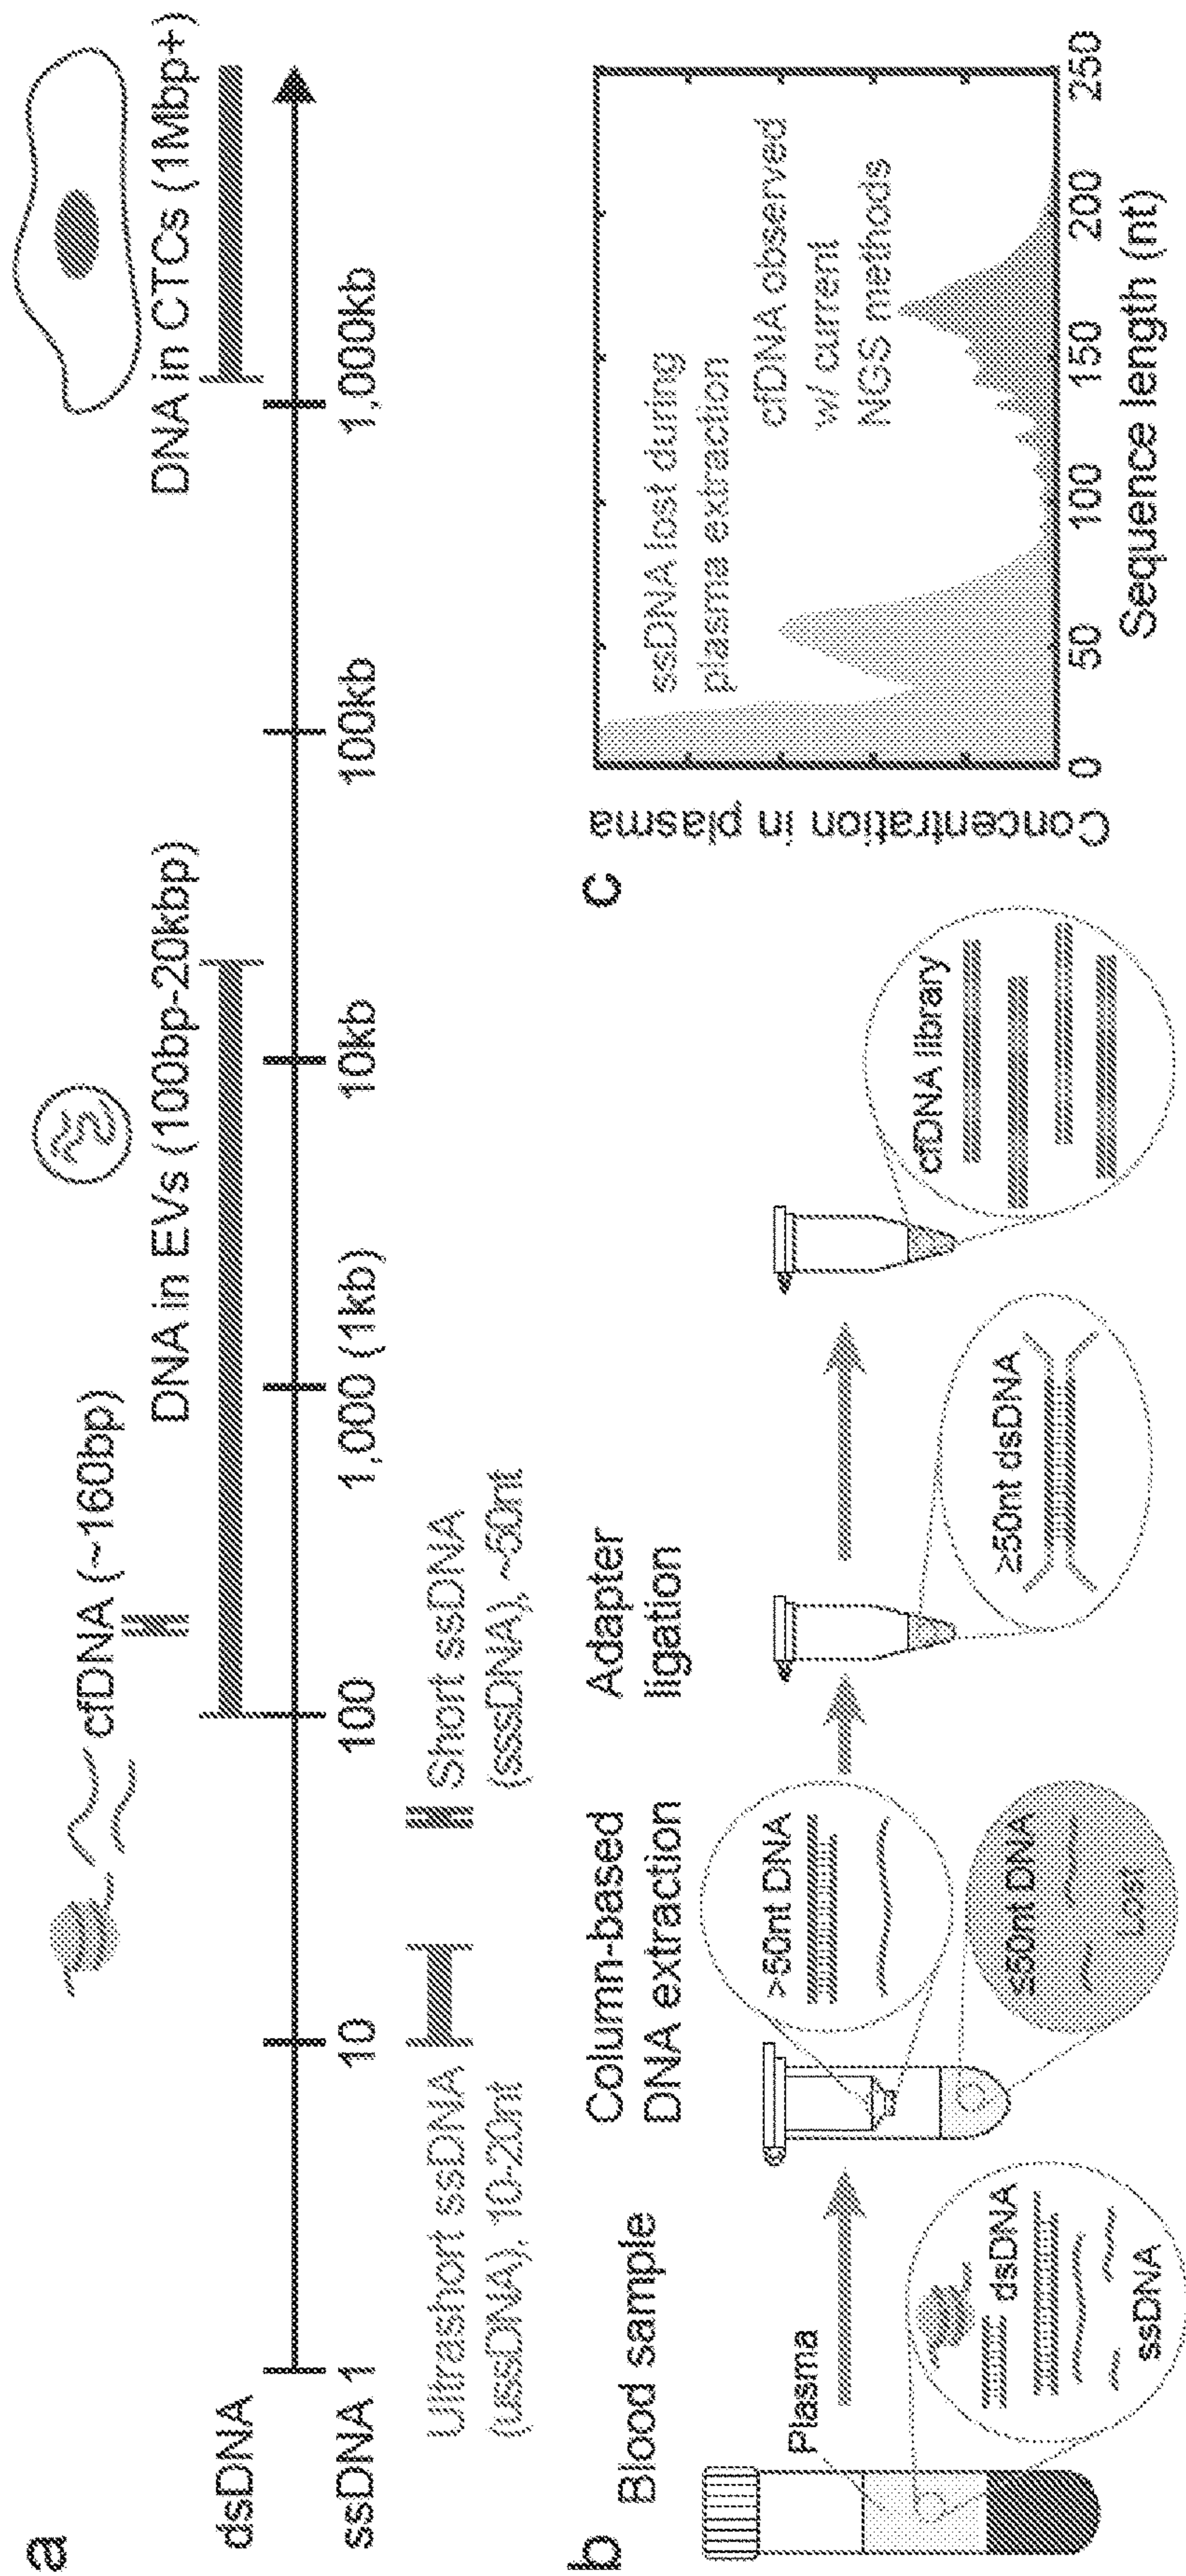 a
cfDNA (~160bp)
DNA in EVs (100bp-20kbp)
DNA in CTCs (1Mbp+)
dsDNA
ssDNA 1
10
100
1,000 (1kb)
10kb
100kb
1,000kb
Ultrashort ssDNA
(ussDNA), 10-20nt
Short ssDNA
(sssDNA), ~50nt
b
Blood sample
Plasma
dsDNA
ssDNA
Column-based
DNA extraction
>50nt DNA
≤50nt DNA
Lost
Adapter
ligation
≥50nt dsDNA
cfDNA library
c
Concentration in plasma
ssDNA lost during
plasma extraction
cfDNA observed
w/ current
NGS methods
0
50
100
150
200
250
Sequence length (nt)